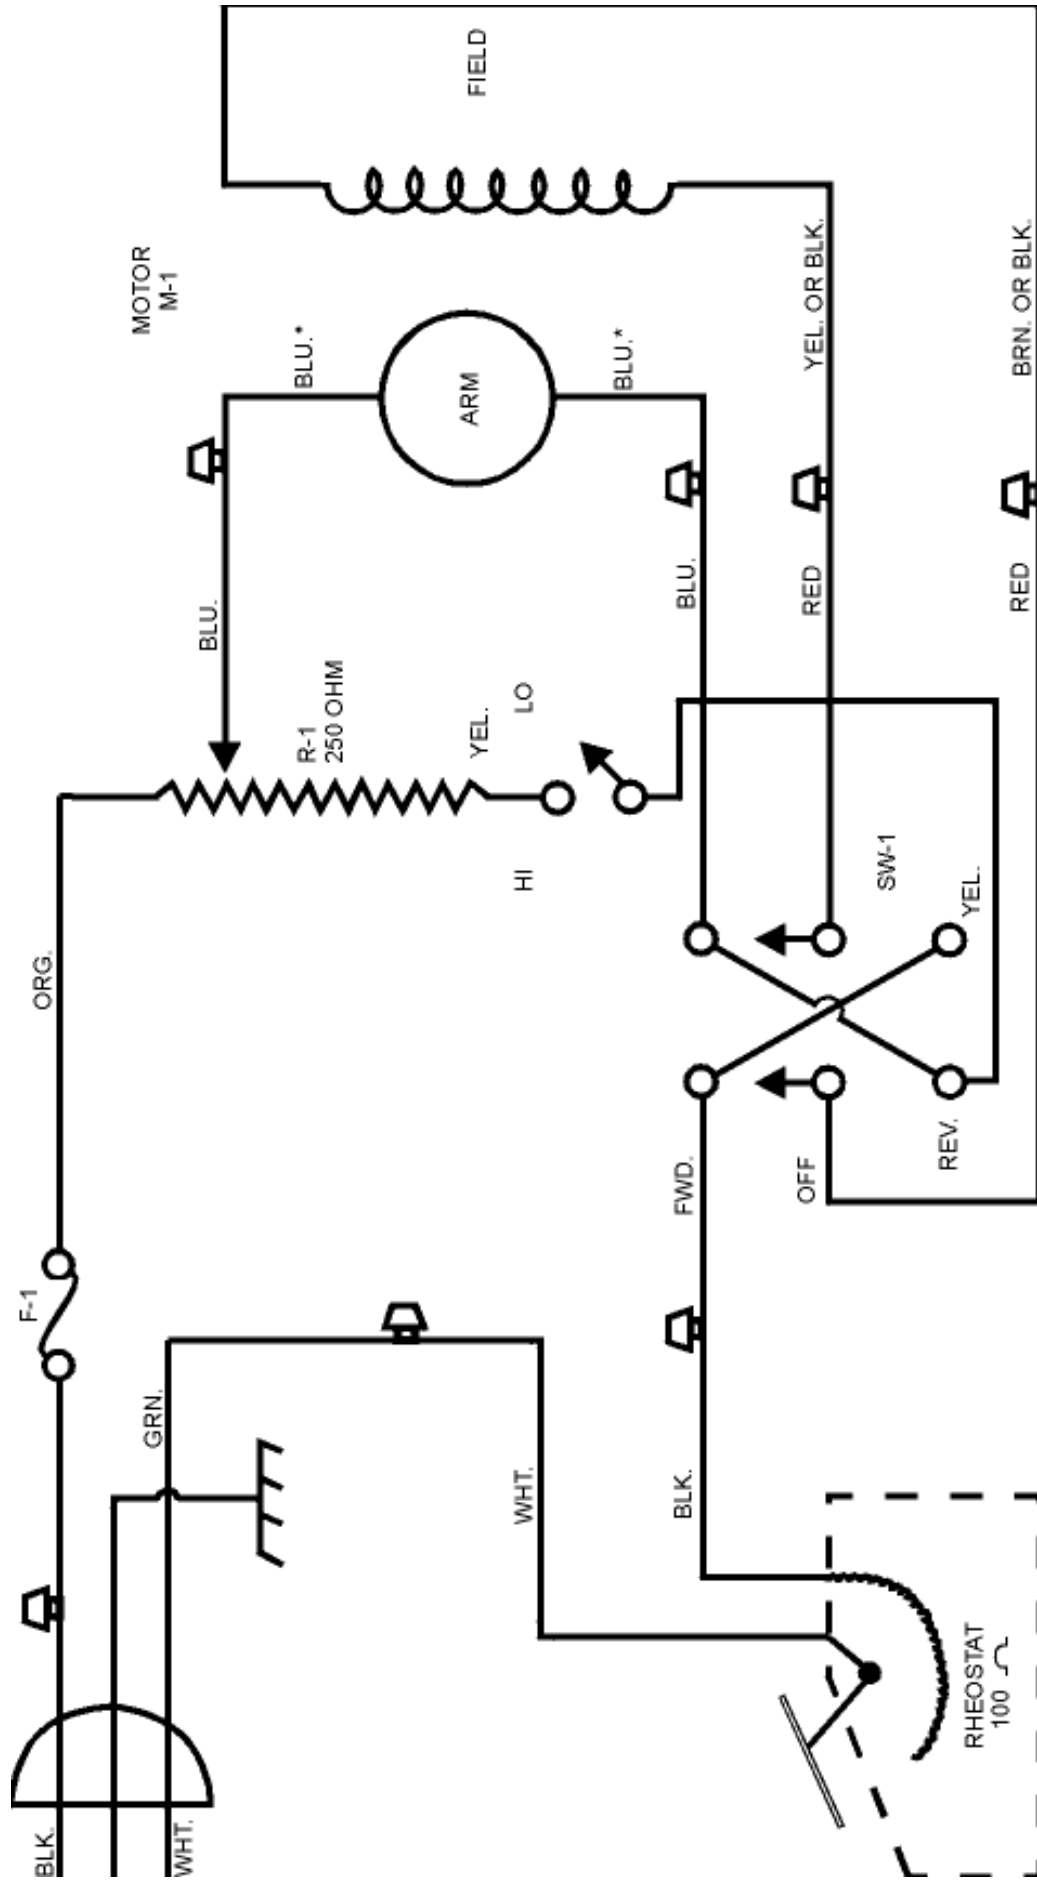 FIELD
MOTOR
M-1
BLU.*
BLU.*
YEL. OR BLK.
BRN. OR BLK.
ARM
BLU.
BLU.
RED
RED
R-1
250 OHM
YEL.
LO
HI
SW-1
YEL.
ORG.
FWD.
OFF
REV.
F-1
GRN.
WHT.
BLK.
RHEOSTAT
100 Ω
BLK.
WHT.